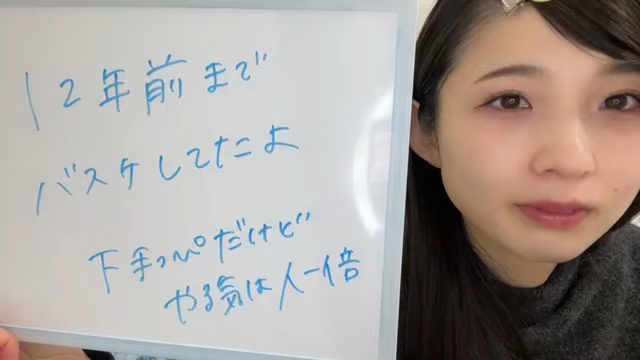 12年前まで
バスケしてたよ
下手っぴだけど
やる気は人一倍